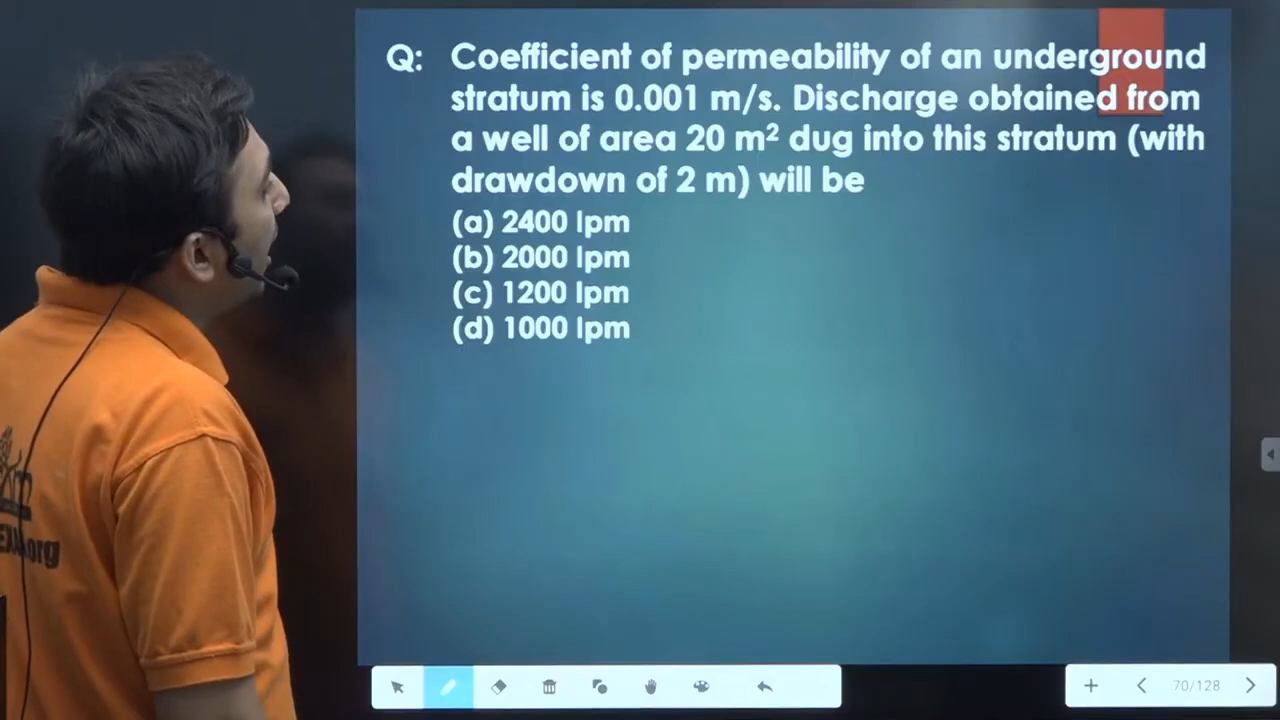 Q: Coefficient of permeability of an underground
stratum is 0.001 m/s. Discharge obtained from
a well of area 20 m² dug into this stratum (with
drawdown of 2 m) will be
(a) 2400 lpm
(b) 2000 lpm
(c) 1200 lpm
(d) 1000 lpm
70/128